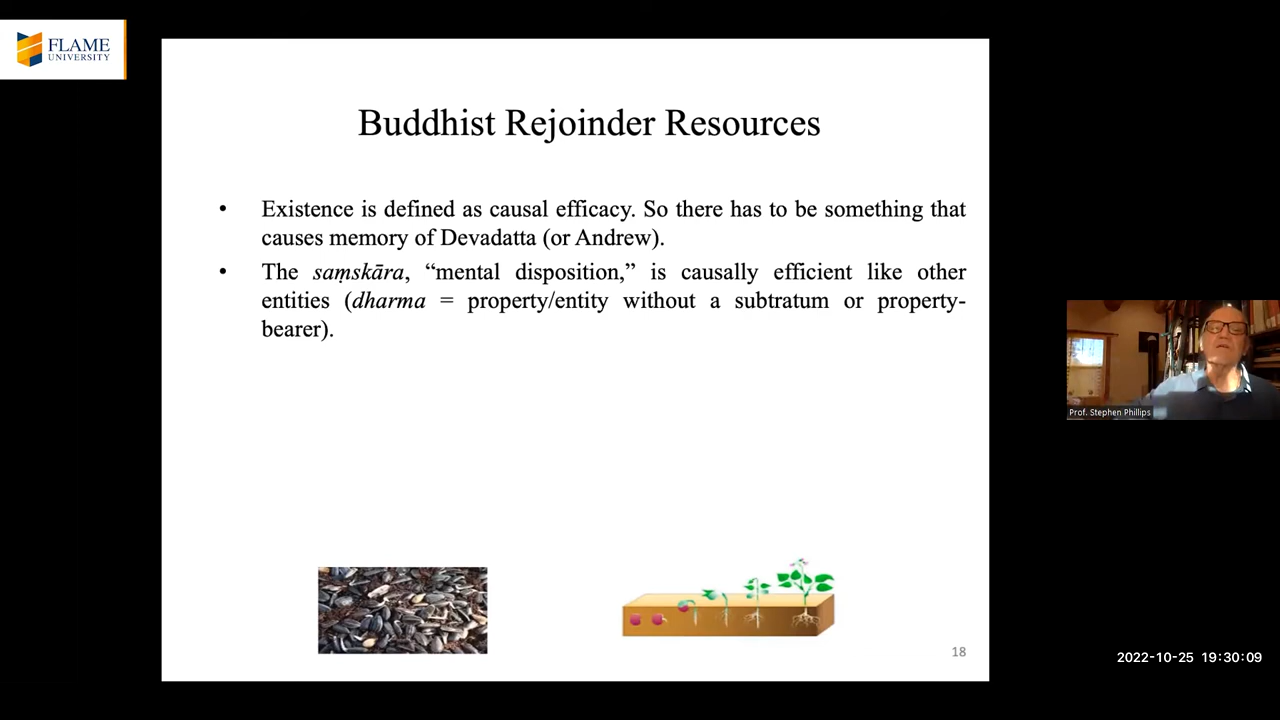 FLAME
UNIVERSITY
Buddhist Rejoinder Resources
• Existence is defined as causal efficacy. So there has to be something that
causes memory of Devadatta (or Andrew).
• The saṃskāra, “mental disposition,” is causally efficient like other
entities (dharma = property/entity without a subtratum or property-
bearer).
Prof. Stephen Phillips
18
2022-10-25 19:30:09